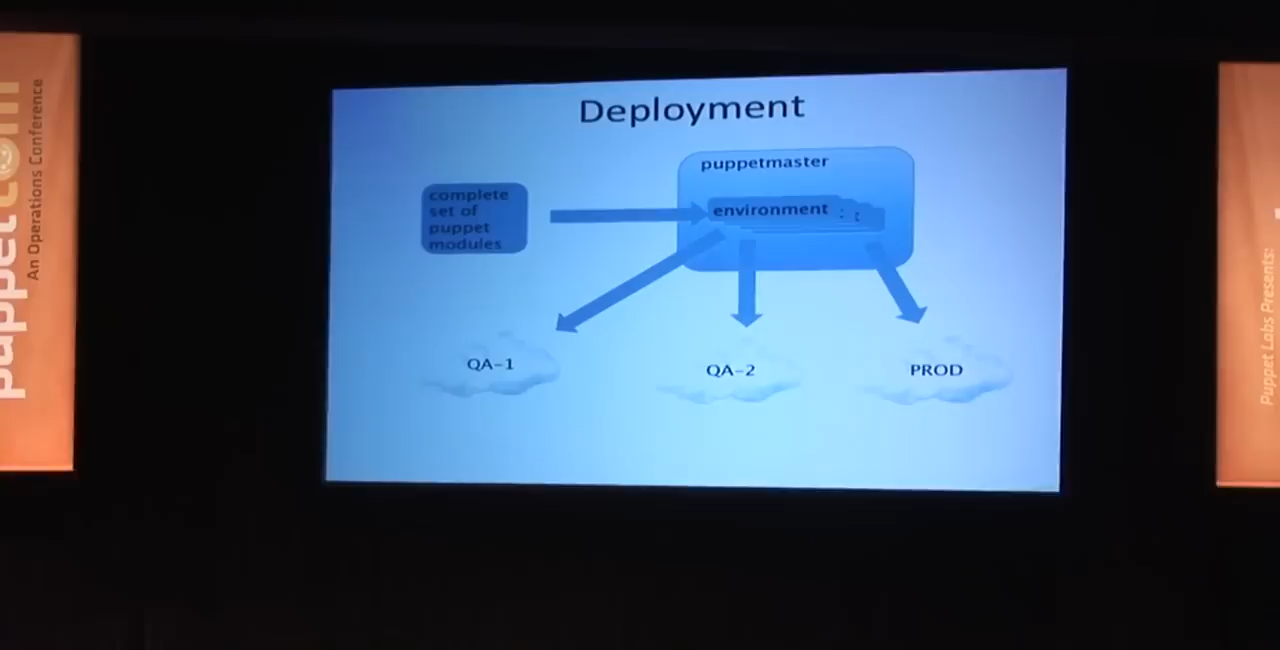 puppetconf
An Operations Conference
Deployment
puppetmaster
complete
set of
puppet
modules
environment
QA-1
QA-2
PROD
Puppet Labs Presents: